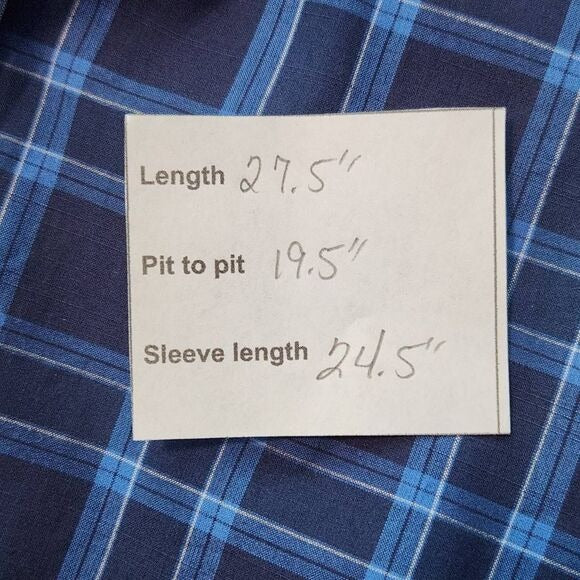 Length 27.5"
Pit to pit 19.5"
Sleeve length 24.5"